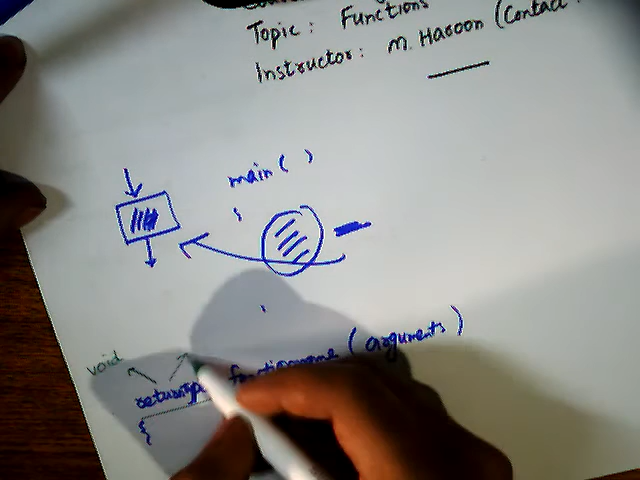 Topic: Functions
Instructor: M. Haroon (Contact
main( )
void
returntype functionname (arguments)
{